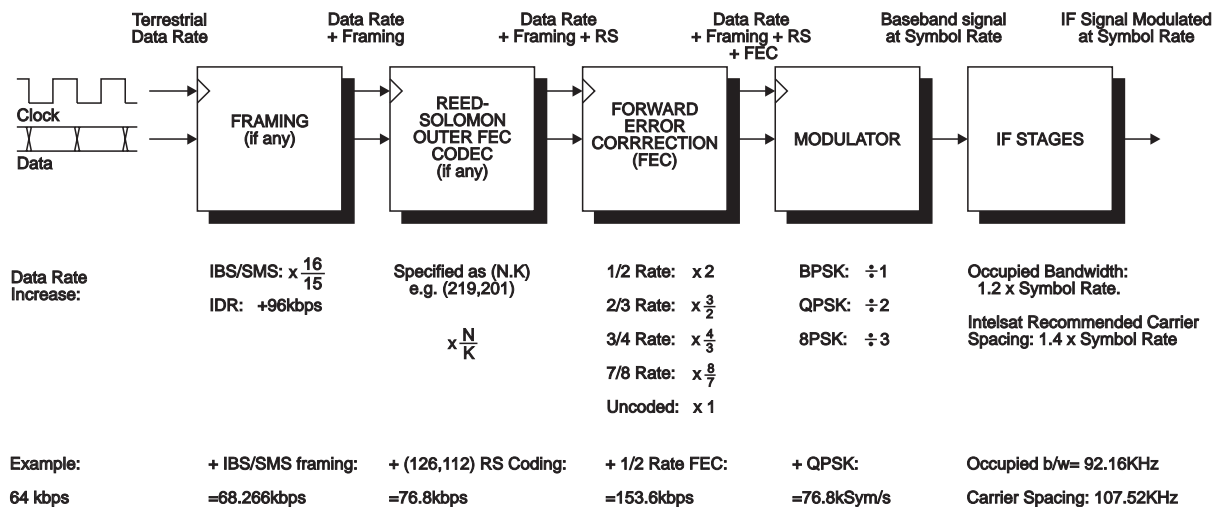 Terrestrial
Data Rate
Data Rate
+ Framing
Data Rate
+ Framing + RS
Data Rate
+ Framing + RS
+ FEC
Baseband signal
at Symbol Rate
IF Signal Modulated
at Symbol Rate
Clock
Data
FRAMING
(if any)
REED-
SOLOMON
OUTER FEC
CODEC
(if any)
FORWARD
ERROR
CORRRECTION
(FEC)
MODULATOR
IF STAGES
Data Rate
Increase:
IBS/SMS: x 16/15
IDR: +96kbps
Specified as (N.K)
e.g. (219,201)
x N/K
1/2 Rate: x 2
2/3 Rate: x 3/2
3/4 Rate: x 4/3
7/8 Rate: x 8/7
Uncoded: x 1
BPSK: ÷1
QPSK: ÷2
8PSK: ÷3
Occupied Bandwidth:
1.2 x Symbol Rate.
Intelsat Recommended Carrier
Spacing: 1.4 x Symbol Rate
Example:
+ IBS/SMS framing:
+ (126,112) RS Coding:
+ 1/2 Rate FEC:
+ QPSK:
Occupied b/w= 92.16KHz
64 kbps
=68.266kbps
=76.8kbps
=153.6kbps
=76.8kSym/s
Carrier Spacing: 107.52KHz